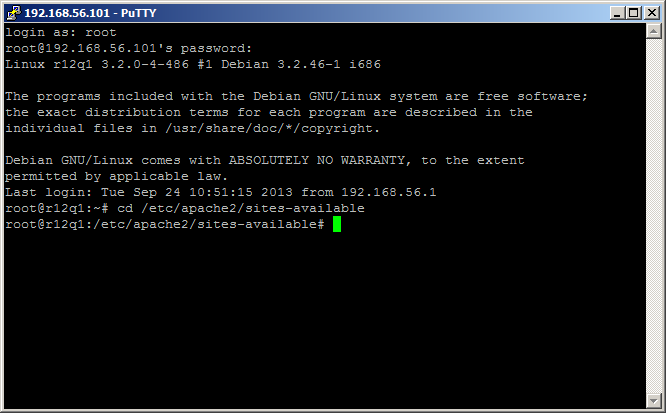 192.168.56.101 - PuTTY
login as: root
root@192.168.56.101's password:
Linux r12q1 3.2.0-4-486 #1 Debian 3.2.46-1 i686
The programs included with the Debian GNU/Linux system are free software;
the exact distribution terms for each program are described in the
individual files in /usr/share/doc/*/copyright.
Debian GNU/Linux comes with ABSOLUTELY NO WARRANTY, to the extent
permitted by applicable law.
Last login: Tue Sep 24 10:51:15 2013 from 192.168.56.1
root@r12q1:~# cd /etc/apache2/sites-available
root@r12q1:/etc/apache2/sites-available#